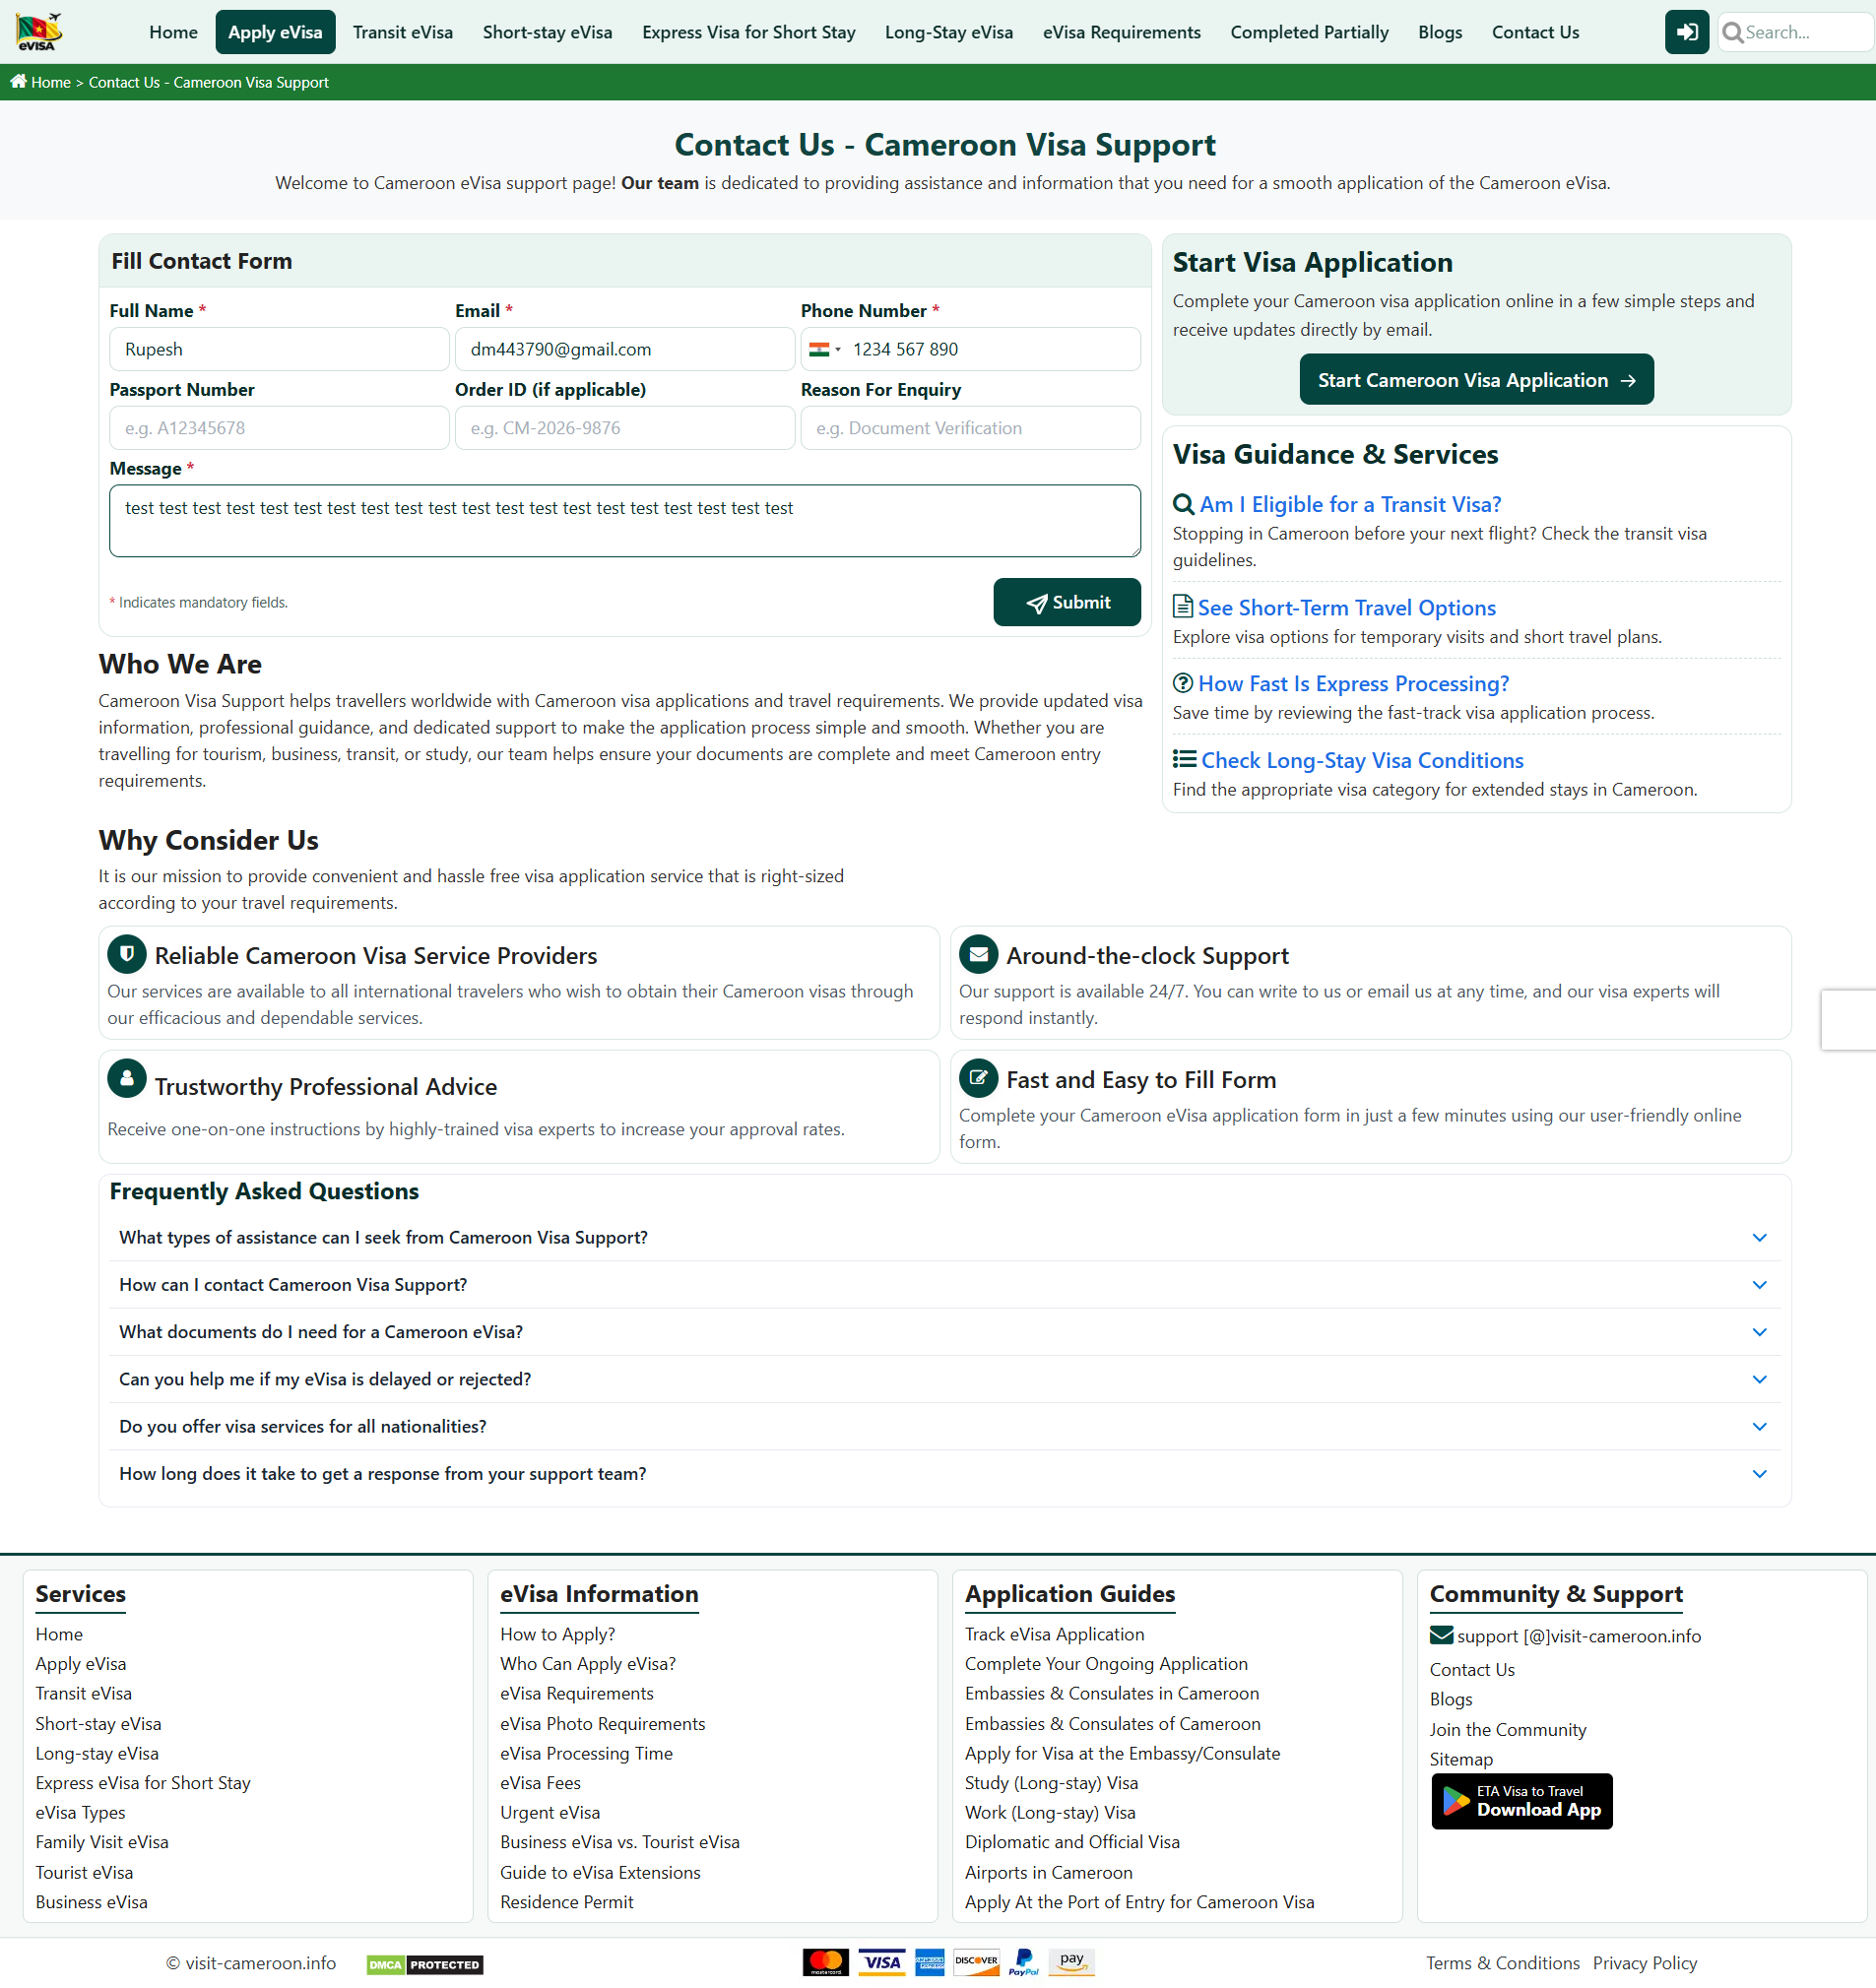 eVISA
Home
Apply eVisa
Transit eVisa
Short-stay eVisa
Express Visa for Short Stay
Long-Stay eVisa
eVisa Requirements
Completed Partially
Blogs
Contact Us
Search...
Home > Contact Us - Cameroon Visa Support
Contact Us - Cameroon Visa Support
Welcome to Cameroon eVisa support page! Our team is dedicated to providing assistance and information that you need for a smooth application of the Cameroon eVisa.
Fill Contact Form
Full Name *
Email *
Phone Number *
Rupesh
dm443790@gmail.com
1234 567 890
Passport Number
Order ID (if applicable)
Reason For Enquiry
e.g. A12345678
e.g. CM-2026-9876
e.g. Document Verification
Message *
test test test test test test test test test test test test test test test test test test test test
* Indicates mandatory fields.
Submit
Start Visa Application
Complete your Cameroon visa application online in a few simple steps and
receive updates directly by email.
Start Cameroon Visa Application →
Visa Guidance & Services
Am I Eligible for a Transit Visa?
Stopping in Cameroon before your next flight? Check the transit visa
guidelines.
See Short-Term Travel Options
Explore visa options for temporary visits and short travel plans.
How Fast Is Express Processing?
Save time by reviewing the fast-track visa application process.
Check Long-Stay Visa Conditions
Find the appropriate visa category for extended stays in Cameroon.
Who We Are
Cameroon Visa Support helps travellers worldwide with Cameroon visa applications and travel requirements. We provide updated visa
information, professional guidance, and dedicated support to make the application process simple and smooth. Whether you are
travelling for tourism, business, transit, or study, our team helps ensure your documents are complete and meet Cameroon entry
requirements.
Why Consider Us
It is our mission to provide convenient and hassle free visa application service that is right-sized
according to your travel requirements.
Reliable Cameroon Visa Service Providers
Our services are available to all international travelers who wish to obtain their Cameroon visas through
our efficacious and dependable services.
Around-the-clock Support
Our support is available 24/7. You can write to us or email us at any time, and our visa experts will
respond instantly.
Trustworthy Professional Advice
Receive one-on-one instructions by highly-trained visa experts to increase your approval rates.
Fast and Easy to Fill Form
Complete your Cameroon eVisa application form in just a few minutes using our user-friendly online
form.
Frequently Asked Questions
What types of assistance can I seek from Cameroon Visa Support?
How can I contact Cameroon Visa Support?
What documents do I need for a Cameroon eVisa?
Can you help me if my eVisa is delayed or rejected?
Do you offer visa services for all nationalities?
How long does it take to get a response from your support team?
Services
Home
Apply eVisa
Transit eVisa
Short-stay eVisa
Long-stay eVisa
Express eVisa for Short Stay
eVisa Types
Family Visit eVisa
Tourist eVisa
Business eVisa
eVisa Information
How to Apply?
Who Can Apply eVisa?
eVisa Requirements
eVisa Photo Requirements
eVisa Processing Time
eVisa Fees
Urgent eVisa
Business eVisa vs. Tourist eVisa
Guide to eVisa Extensions
Residence Permit
Application Guides
Track eVisa Application
Complete Your Ongoing Application
Embassies & Consulates in Cameroon
Embassies & Consulates of Cameroon
Apply for Visa at the Embassy/Consulate
Study (Long-stay) Visa
Work (Long-stay) Visa
Diplomatic and Official Visa
Airports in Cameroon
Apply At the Port of Entry for Cameroon Visa
Community & Support
support [@]visit-cameroon.info
Contact Us
Blogs
Join the Community
Sitemap
ETA Visa to Travel
Download App
© visit-cameroon.info
DMCA PROTECTED
mastercard
VISA
AMERICAN EXPRESS
DISCOVER
PayPal
pay
Terms & Conditions
Privacy Policy